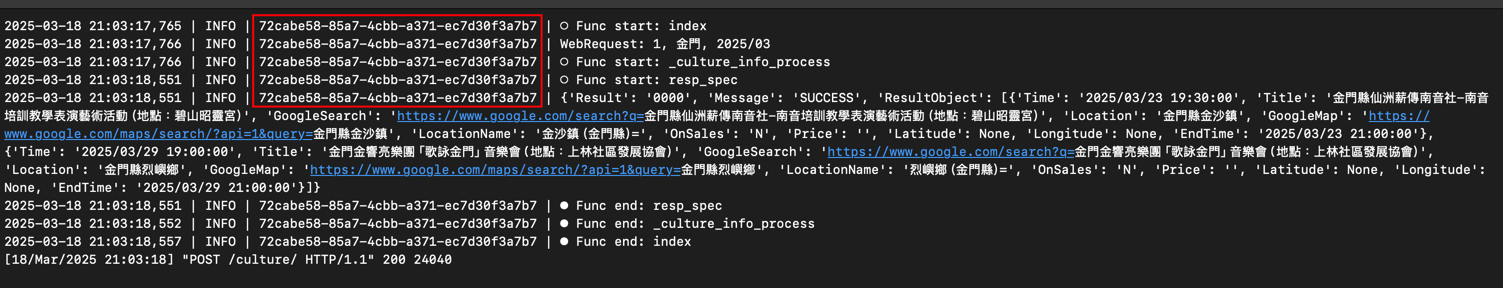 2025-03-18 21:03:17,765 | INFO | 72cabe58-85a7-4cbb-a371-ec7d30f3a7b7 | ○ Func start: index
2025-03-18 21:03:17,766 | INFO | 72cabe58-85a7-4cbb-a371-ec7d30f3a7b7 | WebRequest: 1, 金門, 2025/03
2025-03-18 21:03:17,766 | INFO | 72cabe58-85a7-4cbb-a371-ec7d30f3a7b7 | ○ Func start: _culture_info_process
2025-03-18 21:03:18,551 | INFO | 72cabe58-85a7-4cbb-a371-ec7d30f3a7b7 | ○ Func start: resp_spec
2025-03-18 21:03:18,551 | INFO | 72cabe58-85a7-4cbb-a371-ec7d30f3a7b7 | {'Result': '0000', 'Message': 'SUCCESS', 'ResultObject': [{'Time': '2025/03/23 19:30:00', 'Title': '金門縣仙洲薪傳南音社-南音
培訓教學表演藝術活動(地點：碧山昭靈宮)', 'GoogleSearch': 'https://www.google.com/search?q=金門縣仙洲薪傳南音社-南音培訓教學表演藝術活動(地點：碧山昭靈宮)', 'Location': '金門縣金沙鎮', 'GoogleMap': 'https://
www.google.com/maps/search/?api=1&query=金門縣金沙鎮', 'LocationName': '金沙鎮(金門縣)=', 'OnSales': 'N', 'Price': '', 'Latitude': None, 'Longitude': None, 'EndTime': '2025/03/23 21:00:00'},
{'Time': '2025/03/29 19:00:00', 'Title': '金門金響亮樂團「歌詠金門」音樂會(地點：上林社區發展協會)', 'GoogleSearch': 'https://www.google.com/search?q=金門金響亮樂團「歌詠金門」音樂會(地點：上林社區發展協會)',
'Location': '金門縣烈嶼鄉', 'GoogleMap': 'https://www.google.com/maps/search/?api=1&query=金門縣烈嶼鄉', 'LocationName': '烈嶼鄉(金門縣)=', 'OnSales': 'N', 'Price': '', 'Latitude': None, 'Longitude':
None, 'EndTime': '2025/03/29 21:00:00'}]}
2025-03-18 21:03:18,551 | INFO | 72cabe58-85a7-4cbb-a371-ec7d30f3a7b7 | ● Func end: resp_spec
2025-03-18 21:03:18,552 | INFO | 72cabe58-85a7-4cbb-a371-ec7d30f3a7b7 | ● Func end: _culture_info_process
2025-03-18 21:03:18,557 | INFO | 72cabe58-85a7-4cbb-a371-ec7d30f3a7b7 | ● Func end: index
[18/Mar/2025 21:03:18] "POST /culture/ HTTP/1.1" 200 24040